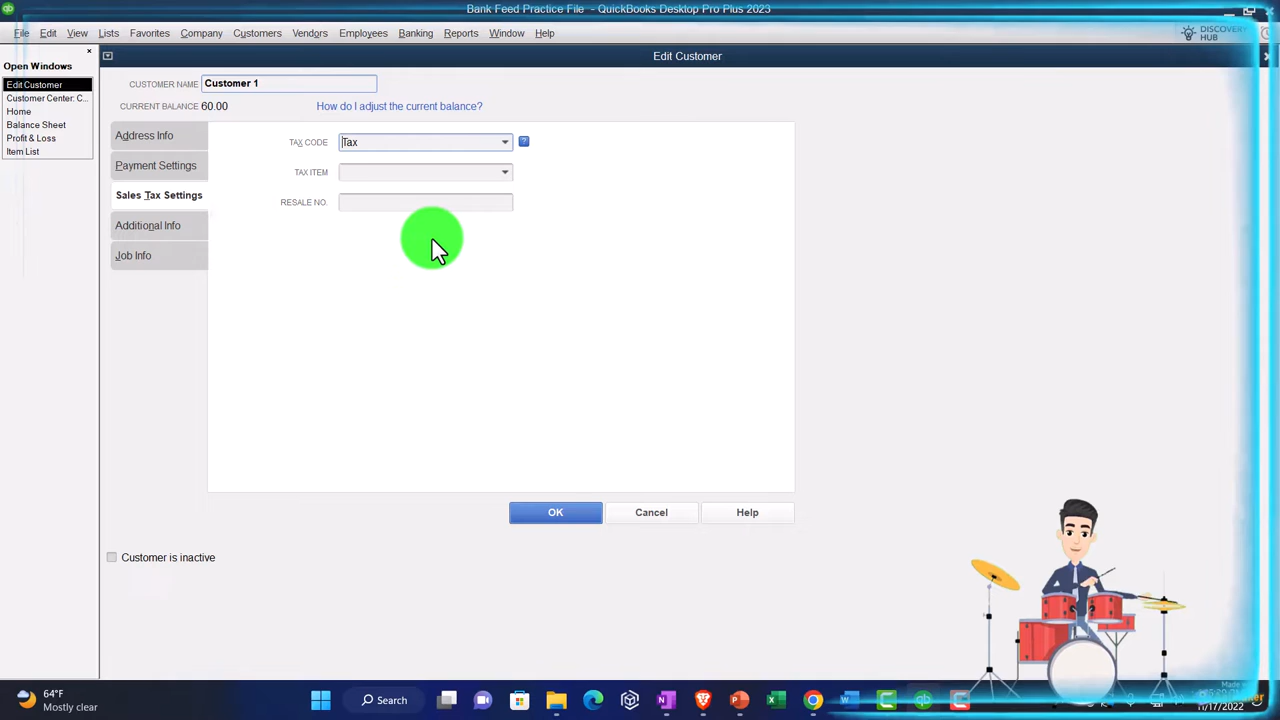 Bank Feed Practice File - QuickBooks Desktop Pro Plus 2023
File Edit View Lists Favorites Company Customers Vendors Employees Banking Reports Window Help
DISCOVER
HUB
Open Windows
Edit Customer
Customer Center: C...
Home
Balance Sheet
Profit & Loss
Item List
Edit Customer
CUSTOMER NAME Customer 1
CURRENT BALANCE 60.00 How do I adjust the current balance?
Address Info
Payment Settings
Sales Tax Settings
Additional Info
Job Info
TAX CODE Tax ?
TAX ITEM
RESALE NO.
OK Cancel Help
Customer is inactive
64°F
Mostly clear
Search